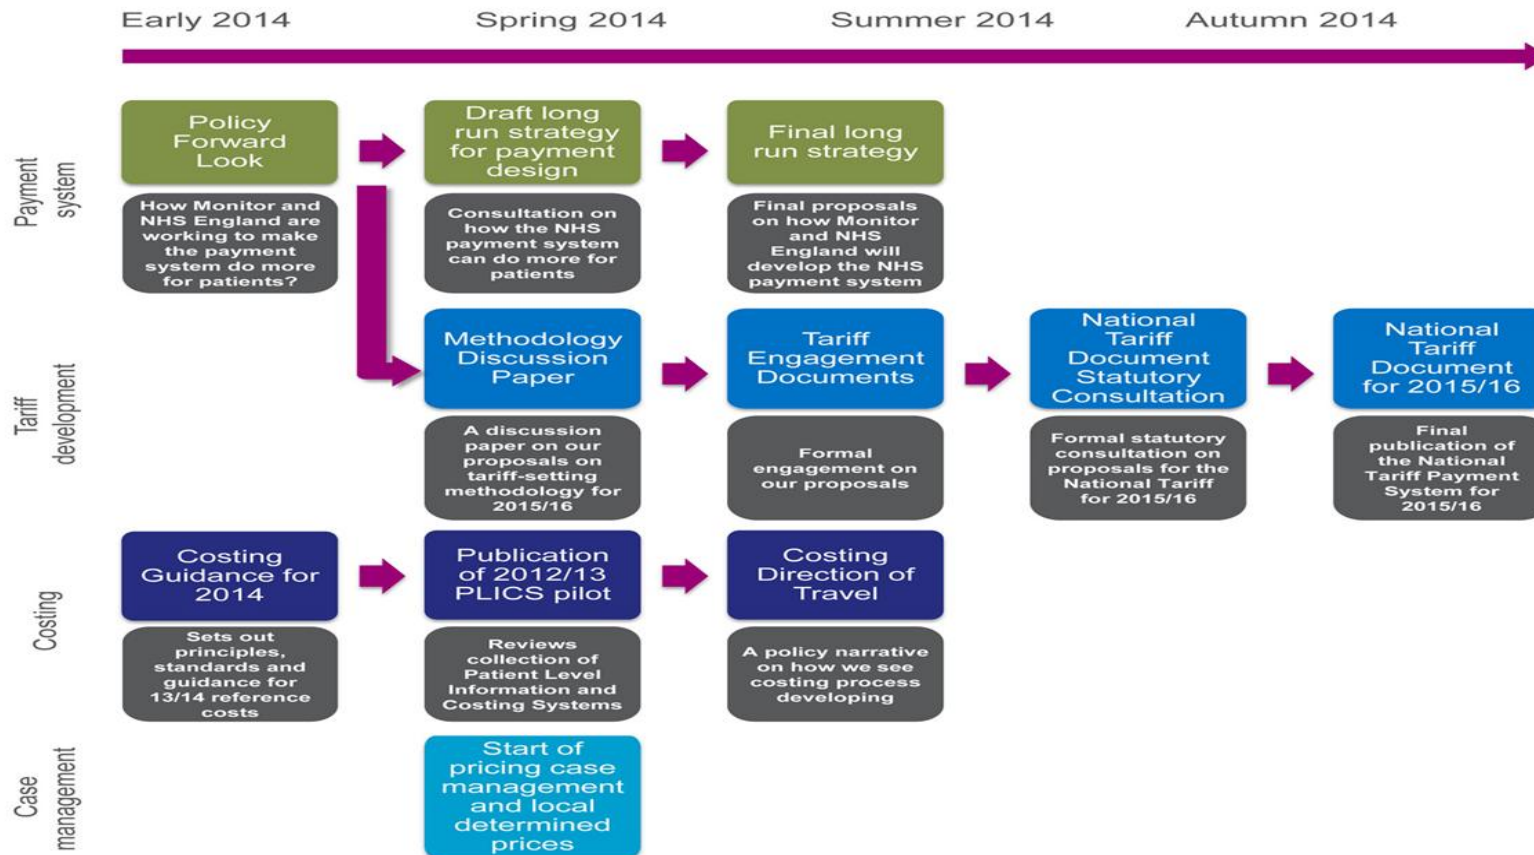 Early 2014
Spring 2014
Summer 2014
Autumn 2014
Payment
system
Policy
Forward
Look
Draft long
run strategy
for payment
design
Final long
run strategy
How Monitor and
NHS England are
working to make
the payment
system do more
for patients?
Consultation on
how the NHS
payment system
can do more for
patients
Final proposals
on how Monitor
and NHS
England will
develop the NHS
payment system
Tariff
development
Methodology
Discussion
Paper
Tariff
Engagement
Documents
National
Tariff
Document
Statutory
Consultation
National
Tariff
Document
for 2015/16
A discussion
paper on our
proposals on
tariff-setting
methodology for
2015/16
Formal
engagement on
our proposals
Formal statutory
consultation on
proposals for the
National Tariff
for 2015/16
Final
publication of
the National
Tariff Payment
System for
2015/16
Costing
Costing
Guidance for
2014
Publication
of 2012/13
PLICS pilot
Costing
Direction of
Travel
Sets out
principles,
standards and
guidance for
13/14 reference
costs
Reviews
collection of
Patient Level
Information and
Costing Systems
A policy narrative
on how we see
costing process
developing
Case
management
Start of
pricing case
management
and local
determined
prices